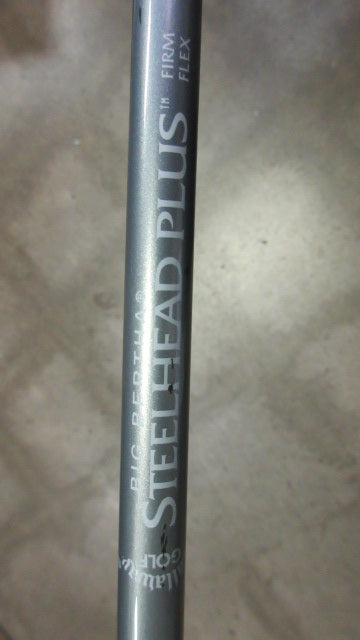 Callaway
GOLF
BIG BERTHA®
STEELHEAD PLUS™
FIRM
FLEX